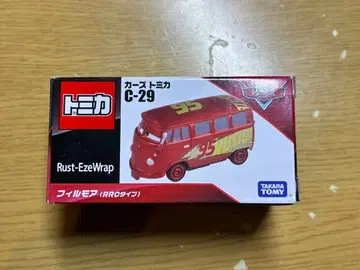 カーズ トミカ
C-29
トミカ
95
95
Rust-EzeWrap
フィルモア (RRCタイプ)
TAKARA
TOMY